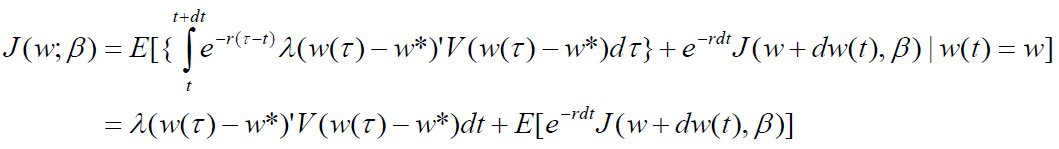 J(w;β) = E[{∫_t^{t+dt} e^{-r(τ-t)} λ(w(τ) - w*)'V(w(τ) - w*)dτ} + e^{-rdt} J(w + dw(t), β) | w(t) = w]
= λ(w(τ) - w*)'V(w(τ) - w*)dt + E[e^{-rdt} J(w + dw(t), β)]